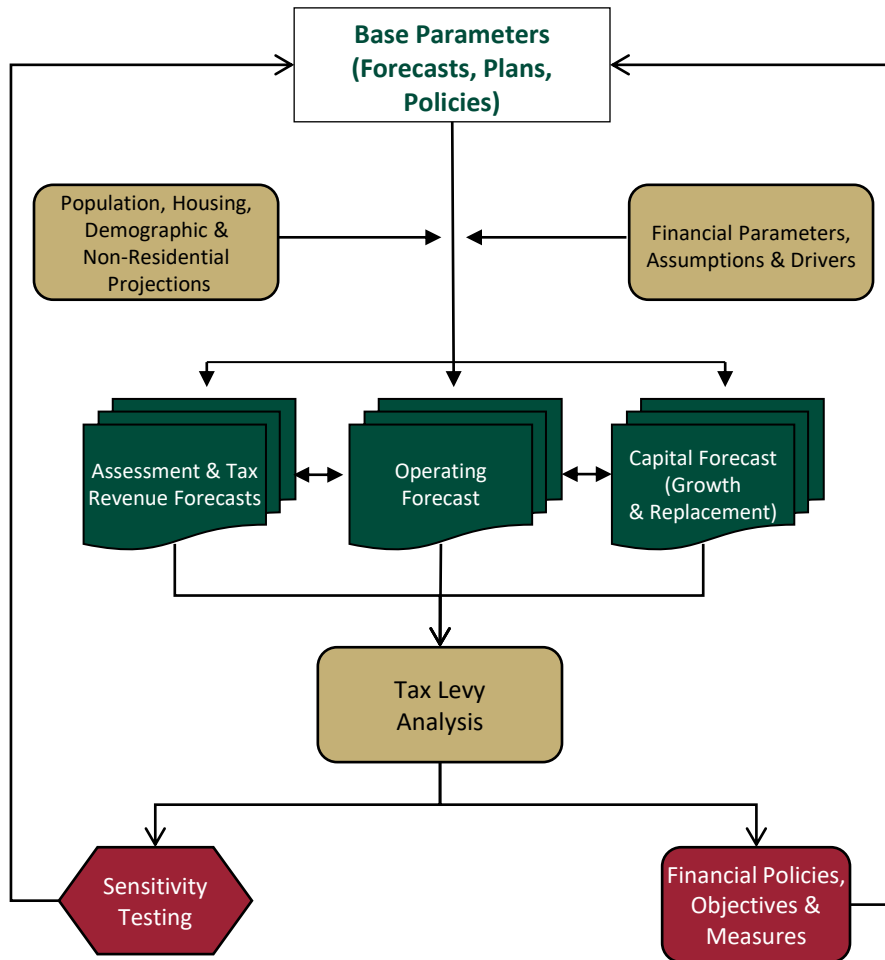 Base Parameters
(Forecasts, Plans,
Policies)
Population, Housing,
Demographic &
Non-Residential
Projections
Financial Parameters,
Assumptions & Drivers
Assessment & Tax
Revenue Forecasts
Operating
Forecast
Capital Forecast
(Growth
& Replacement)
Tax Levy
Analysis
Sensitivity
Testing
Financial Policies,
Objectives &
Measures